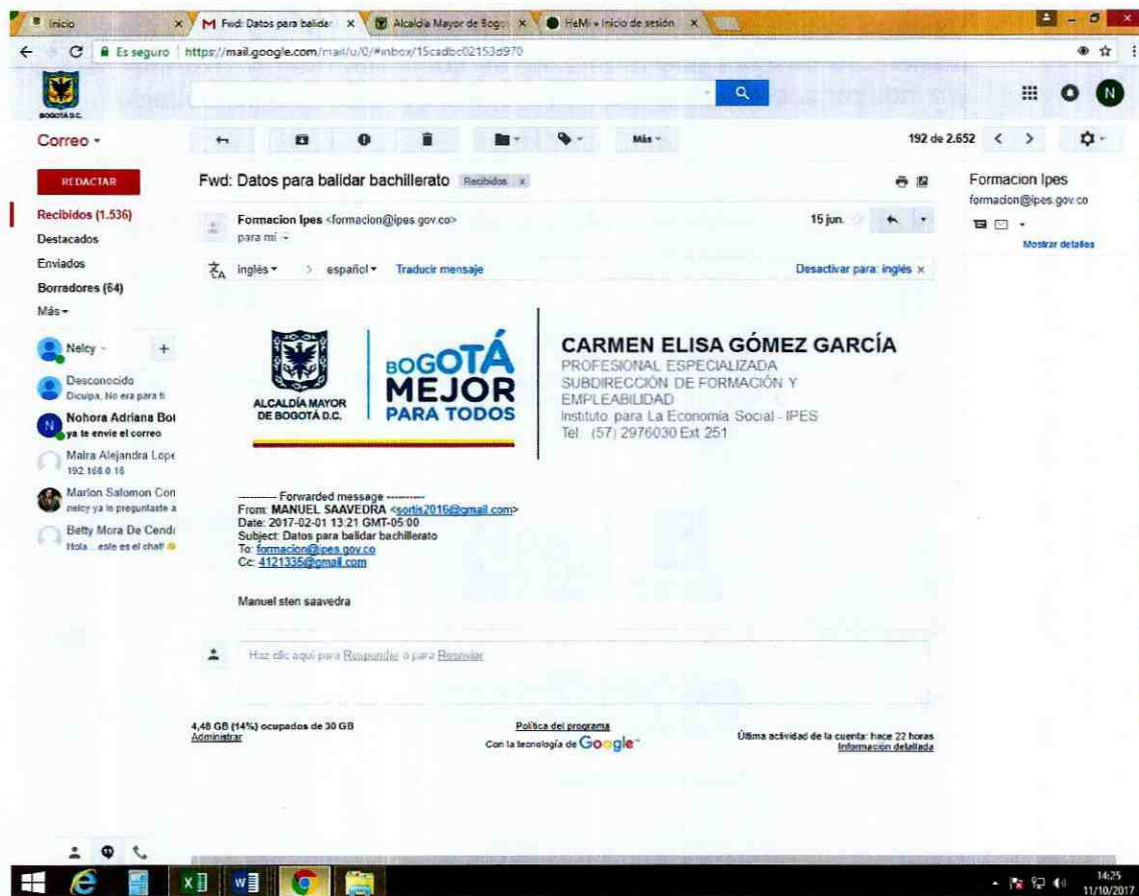 Inicio
Fwd: Datos para balidar
Alcaldía Mayor de Bogot
HeMi » Inicio de sesión
Es seguro
https://mail.google.com/mail/u/0/#inbox/15cadbc02153d970
BOGOTÁ D.C.
N
Correo
Más
192 de 2.652
REDACTAR
Recibidos (1.536)
Destacados
Enviados
Borradores (64)
Más
Nelcy
Desconocido
Dicupa, No era para ti
N
Nohora Adriana Bor
ya te envie el correo
Maira Alejandra Lope
192.168.0.16
Marlon Salomon Con
nelcy ya le preguntaste a
Betty Mora De Cende
Hola... este es el chat!
Fwd: Datos para balidar bachillerato
Recibidos x
Formacion Ipes <formacion@ipes.gov.co>
para mí
15 jun.
inglés > español
Traducir mensaje
Desactivar para: inglés x
Formacion Ipes
formacion@ipes.gov.co
Mostrar detalles
ALCALDÍA MAYOR
DE BOGOTÁ D.C.
BOGOTÁ
MEJOR
PARA TODOS
CARMEN ELISA GÓMEZ GARCÍA
PROFESIONAL ESPECIALIZADA
SUBDIRECCIÓN DE FORMACIÓN Y
EMPLEABILIDAD
Instituto para La Economía Social - IPES
Tel: (57) 2976030 Ext 251
---------- Forwarded message ----------
From: MANUEL SAAVEDRA <sortis2016@gmail.com>
Date: 2017-02-01 13:21 GMT-05:00
Subject: Datos para balidar bachillerato
To: formacion@ipes.gov.co
Cc: 4121335@gmail.com
Manuel sten saavedra
Haz clic aquí para Responder o para Reenviar
4,48 GB (14%) ocupados de 30 GB
Administrar
Política del programa
Con la tecnología de Google
Última actividad de la cuenta: hace 22 horas
Información detallada
14:25
11/10/2017